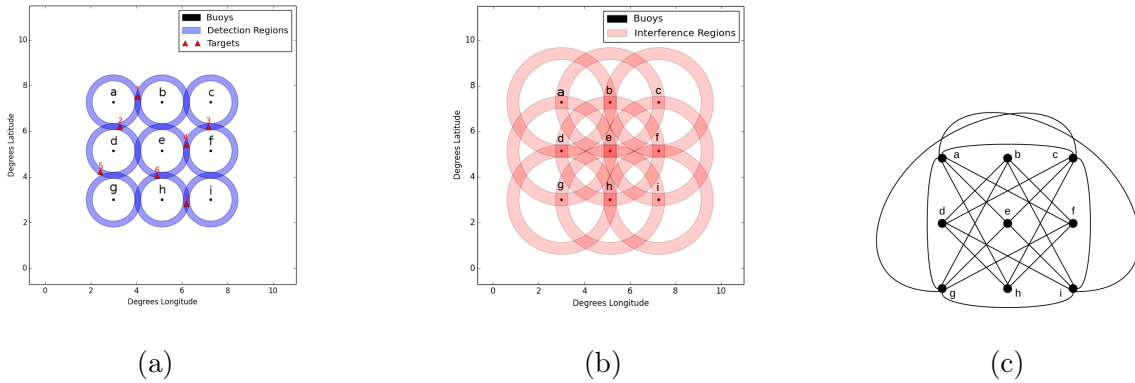 Buoys
Detection Regions
Targets
10
8
6
4
2
0
Degrees Latitude
a
b
c
d
e
f
g
h
i
2
3
4
5
6
0
2
4
6
8
10
Degrees Longitude
(a)
Buoys
Interference Regions
10
8
6
4
2
0
Degrees Latitude
a
b
c
d
e
f
g
h
i
0
2
4
6
8
10
Degrees Longitude
(b)
a
b
c
d
e
f
g
h
i
(c)